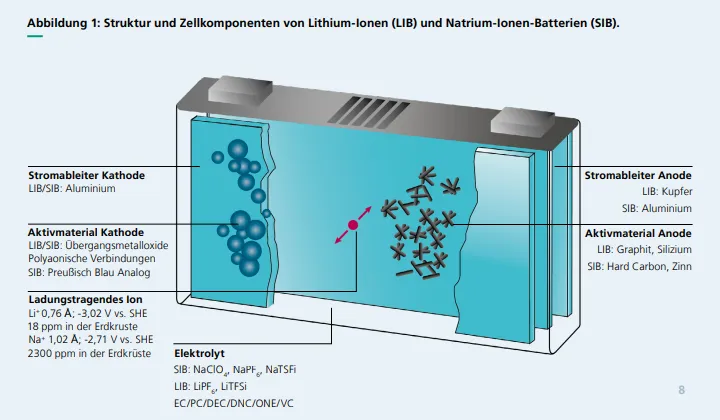 Abbildung 1: Struktur und Zellkomponenten von Lithium-Ionen (LIB) und Natrium-Ionen-Batterien (SIB).
Stromableiter Kathode
LIB/SIB: Aluminium
Aktivmaterial Kathode
LIB/SIB: Übergangsmetalloxide
Polyaonische Verbindungen
SIB: Preußisch Blau Analog
Ladungstragendes Ion
Li⁺ 0,76 Å; -3,02 V vs. SHE
18 ppm in der Erdkruste
Na⁺ 1,02 Å; -2,71 V vs. SHE
2300 ppm in der Erdkrüste
Elektrolyt
SIB: NaClO₄, NaPF₆, NaTSFi
LIB: LiPF₆, LiTFSi
EC/PC/DEC/DNC/ONE/VC
Stromableiter Anode
LIB: Kupfer
SIB: Aluminium
Aktivmaterial Anode
LIB: Graphit, Silizium
SIB: Hard Carbon, Zinn
8